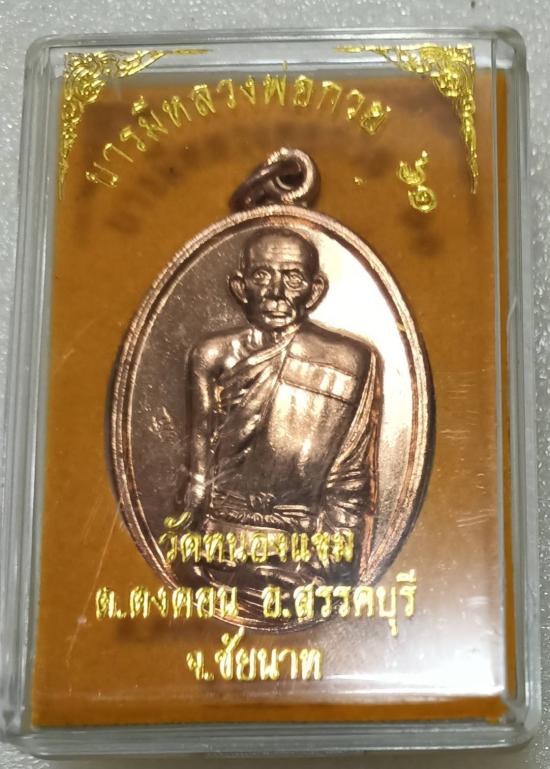 บารมีหลวงพ่อกวย ๕๙
วัดหนองแขม
ต.ดงคอน อ.สรรคบุรี
จ.ชัยนาท